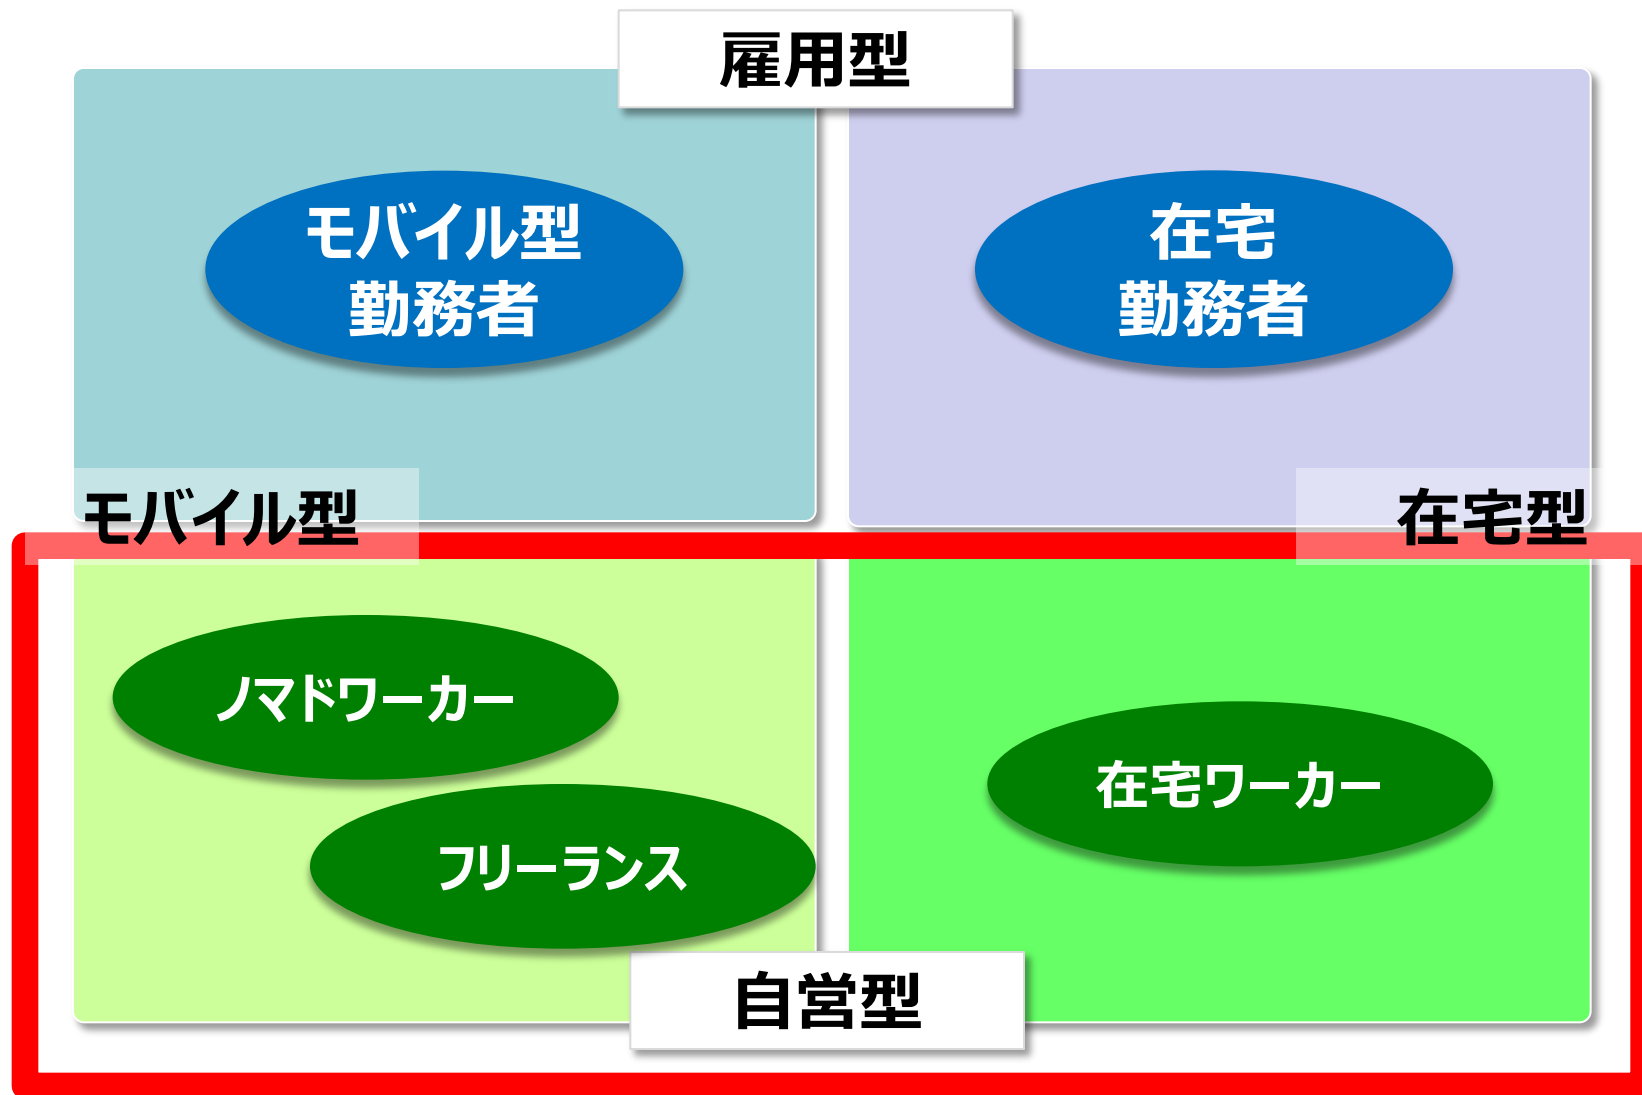 雇用型
モバイル型
勤務者
在宅
勤務者
モバイル型
在宅型
ノマドワーカー
在宅ワーカー
フリーランス
自営型